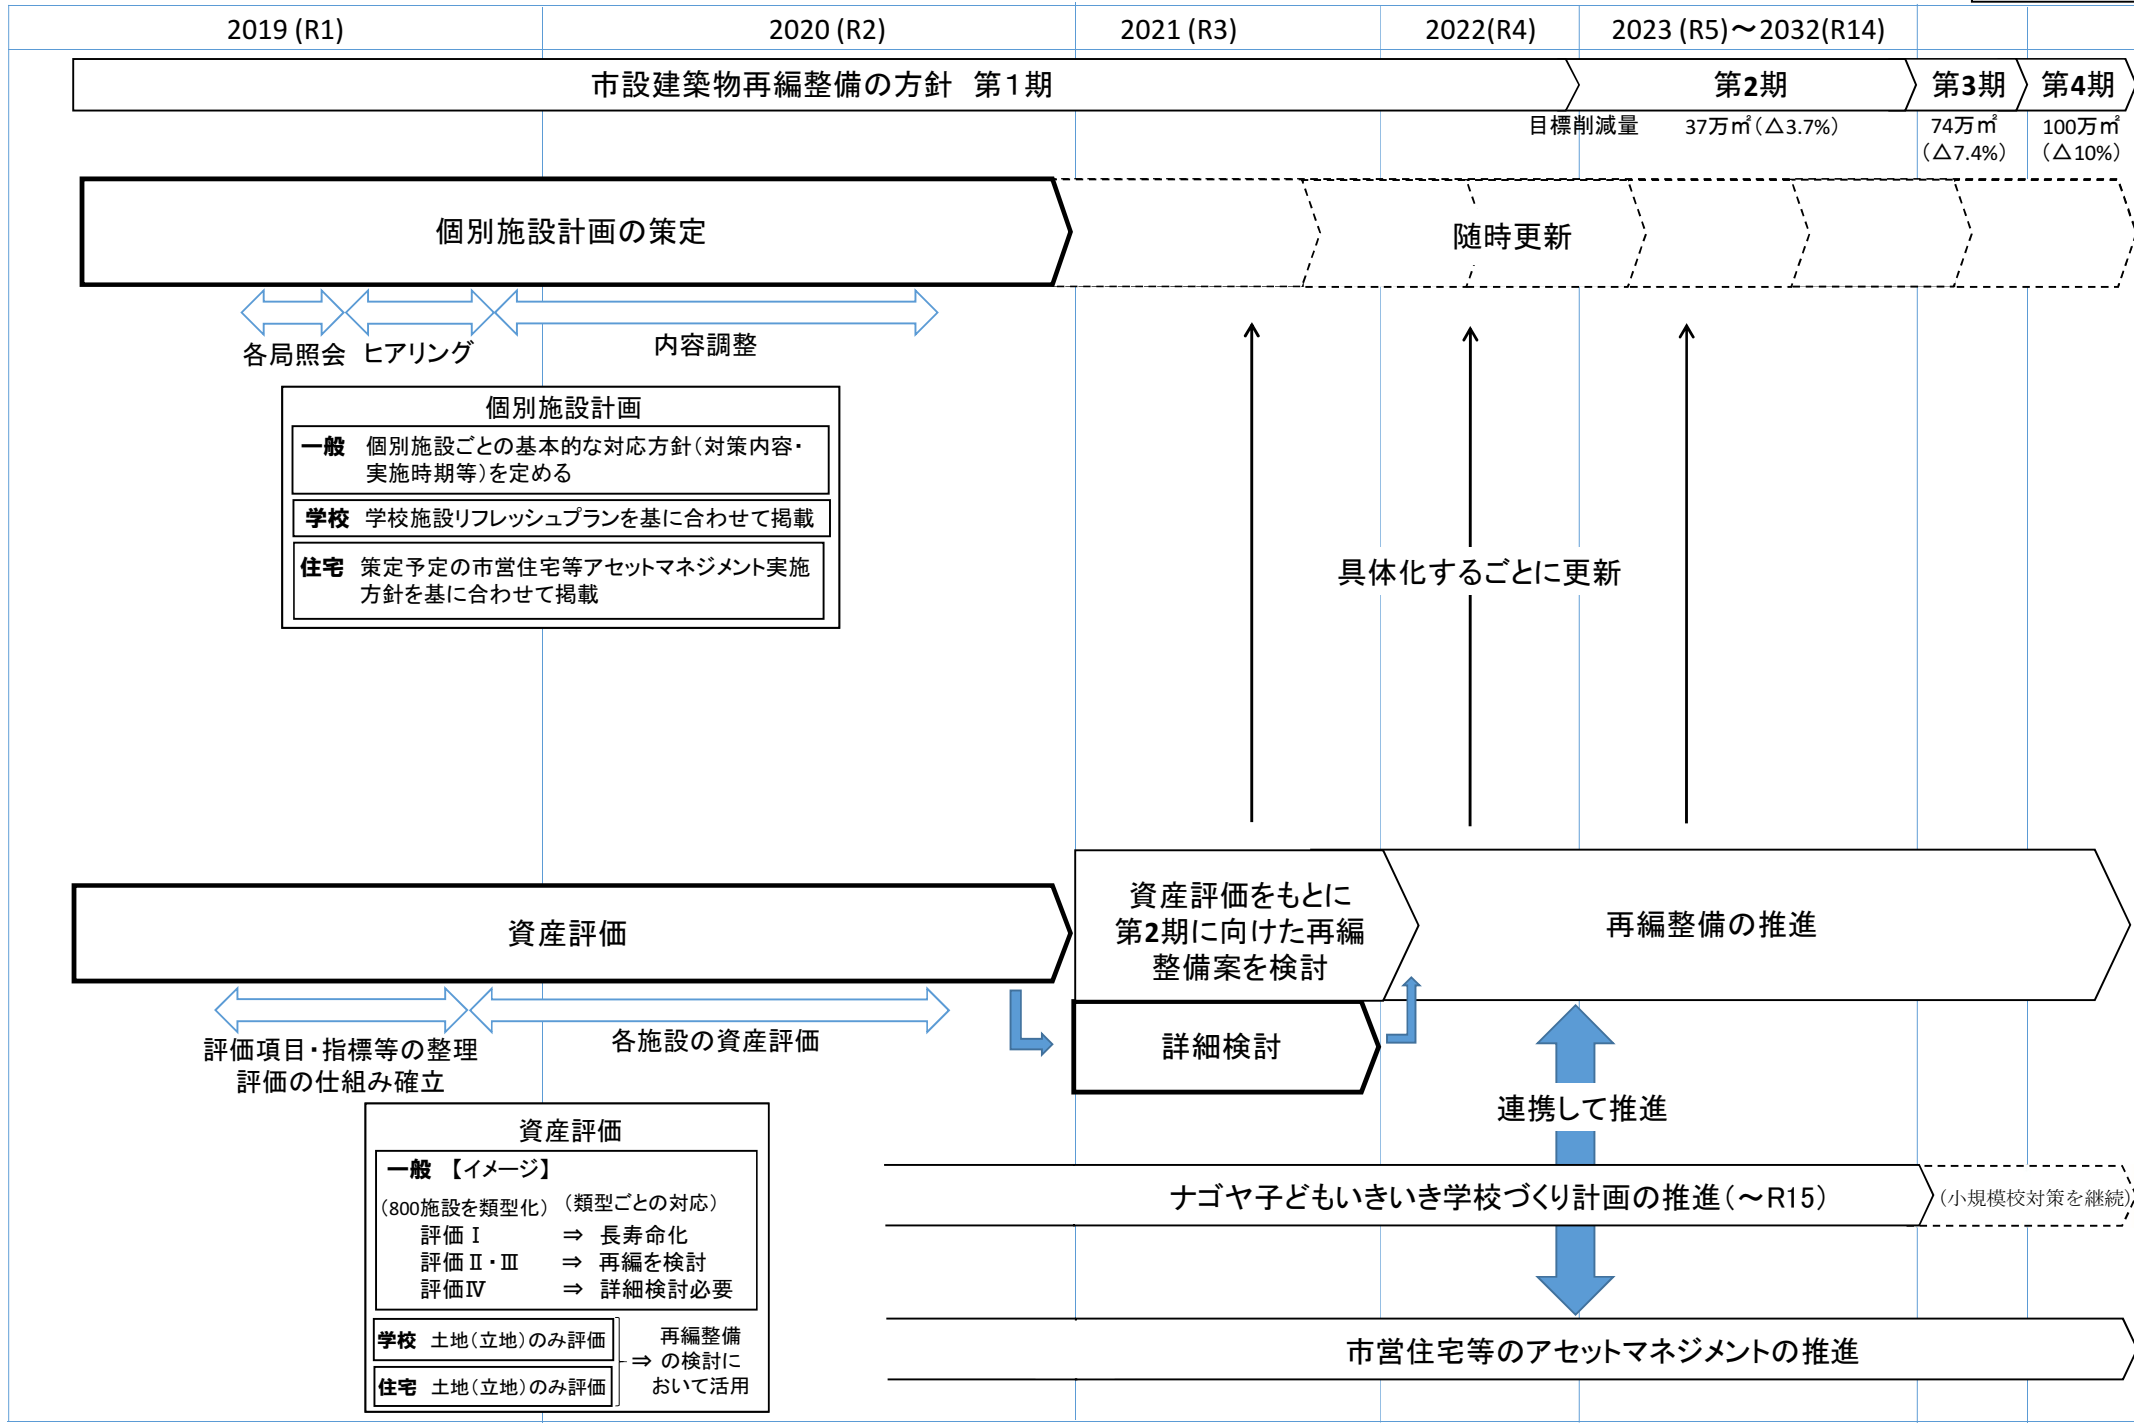 2019 (R1)
2020 (R2)
2021 (R3)
2022(R4)
2023 (R5)～2032(R14)
市設建築物再編整備の方針　第１期
第2期
第3期
第4期
目標削減量
37万㎡（△3.7%）
74万㎡
（△7.4%）
100万㎡
（△10%）
個別施設計画の策定
随時更新
各局照会
ヒアリング
内容調整
個別施設計画
一般　個別施設ごとの基本的な対応方針（対策内容・
実施時期等）を定める
学校　学校施設リフレッシュプランを基に合わせて掲載
住宅　策定予定の市営住宅等アセットマネジメント実施
方針を基に合わせて掲載
具体化するごとに更新
資産評価
資産評価をもとに
第2期に向けた再編
整備案を検討
再編整備の推進
詳細検討
評価項目・指標等の整理
評価の仕組み確立
各施設の資産評価
連携して推進
資産評価
一般　【イメージ】
（800施設を類型化）（類型ごとの対応）
評価Ⅰ　⇒　長寿命化
評価Ⅱ・Ⅲ　⇒　再編を検討
評価Ⅳ　⇒　詳細検討必要
学校　土地（立地）のみ評価
住宅　土地（立地）のみ評価
再編整備
⇒ の検討に
おいて活用
ナゴヤ子どもいきいき学校づくり計画の推進（～R15）
（小規模校対策を継続）
市営住宅等のアセットマネジメントの推進